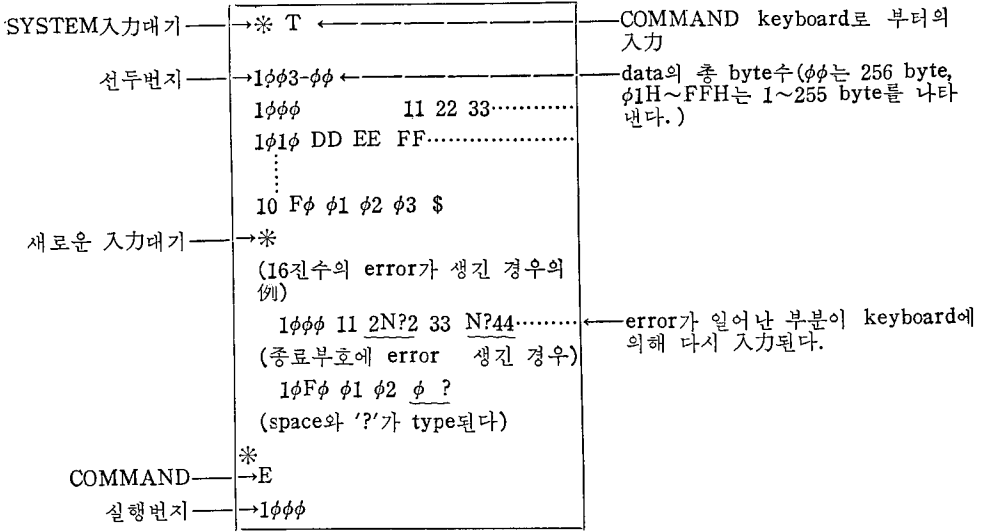 SYSTEM入力대기 → ※ T ← COMMAND keyboard로 부터의
入力
선두번지 → 1φφ3-φφ ← data의 총 byte수(φφ는 256 byte,
1φφφ 11 22 33………… φ1H~FFH는 1~255 byte를 나타
1φ1φ DD EE FF………………… 낸다.)
⋮
10 Fφ φ1 φ2 φ3 $
새로운 入力대기 → ※
(16진수의 error가 생긴 경우의
例)
1φφφ 11 2N?2 33 N?44……… ← error가 일어난 부분이 keyboard에
의해 다시 入力된다.
(종료부호에 error 생긴 경우)
1φFφ φ1 φ2 φ ?
(space와 '?'가 type된다)
※
COMMAND → E
실행번지 → 1φφφ